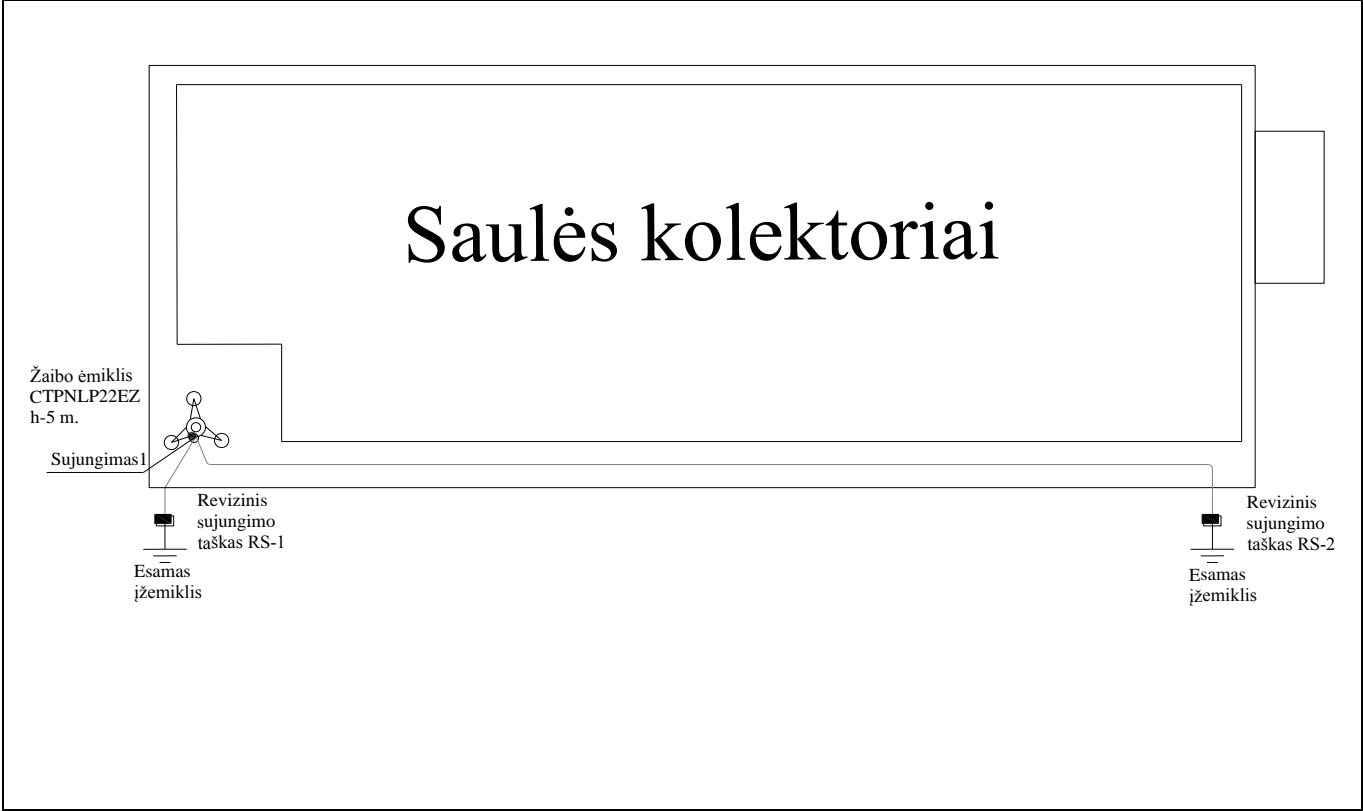 Saulės kolektoriai
Žaibo ėmiklis
CTPNLP22EZ
h-5 m.
Sujungimas1
Revizinis
sujungimo
taškas RS-1
Esamas
įžemiklis
Revizinis
sujungimo
taškas RS-2
Esamas
įžemiklis